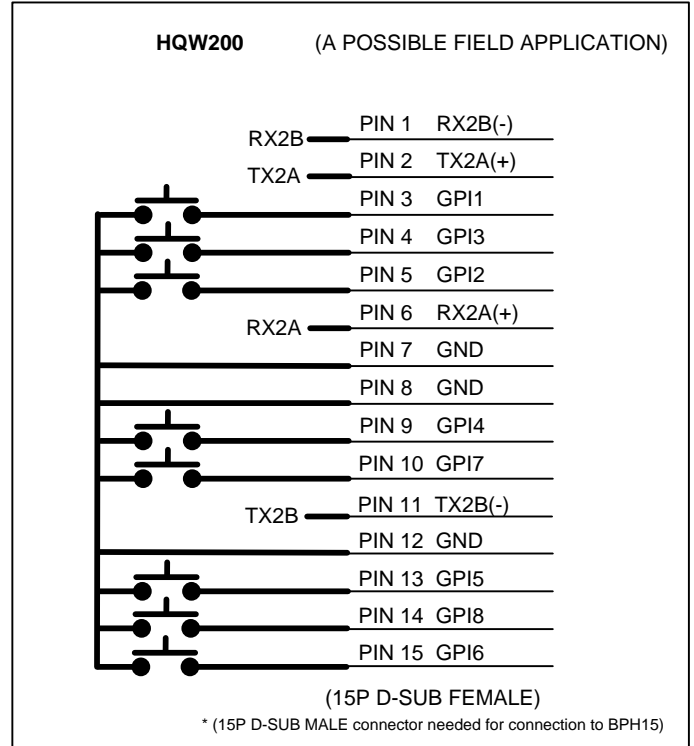 HQW200 (A POSSIBLE FIELD APPLICATION)
RX2B PIN 1 RX2B(-)
TX2A PIN 2 TX2A(+)
PIN 3 GPI1
PIN 4 GPI3
PIN 5 GPI2
RX2A PIN 6 RX2A(+)
PIN 7 GND
PIN 8 GND
PIN 9 GPI4
PIN 10 GPI7
TX2B PIN 11 TX2B(-)
PIN 12 GND
PIN 13 GPI5
PIN 14 GPI8
PIN 15 GPI6
(15P D-SUB FEMALE)
* (15P D-SUB MALE connector needed for connection to BPH15)